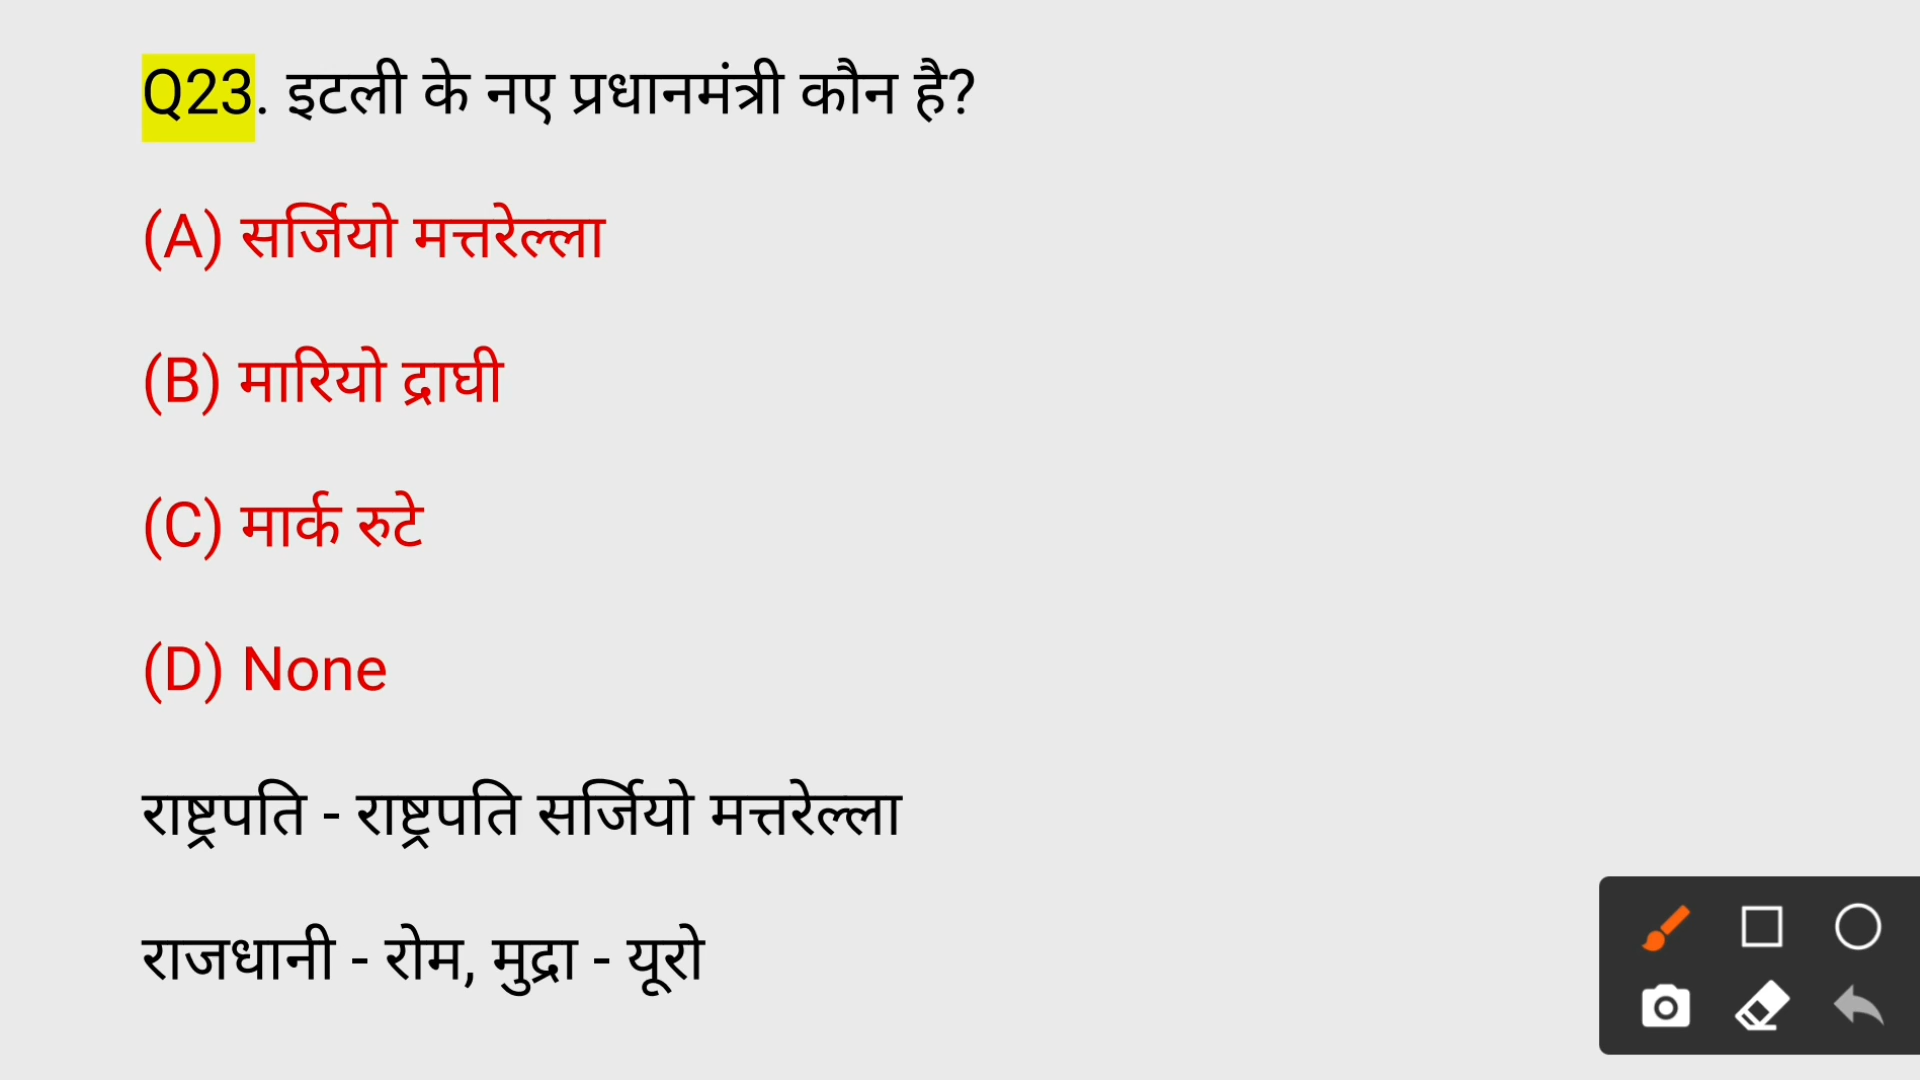 Q23. इटली के नए प्रधानमंत्री कौन है?
(A) सर्जियो मत्तरेल्ला
(B) मारियो द्राघी
(C) मार्क रुटे
(D) None
राष्ट्रपति - राष्ट्रपति सर्जियो मत्तरेल्ला
राजधानी - रोम, मुद्रा - यूरो